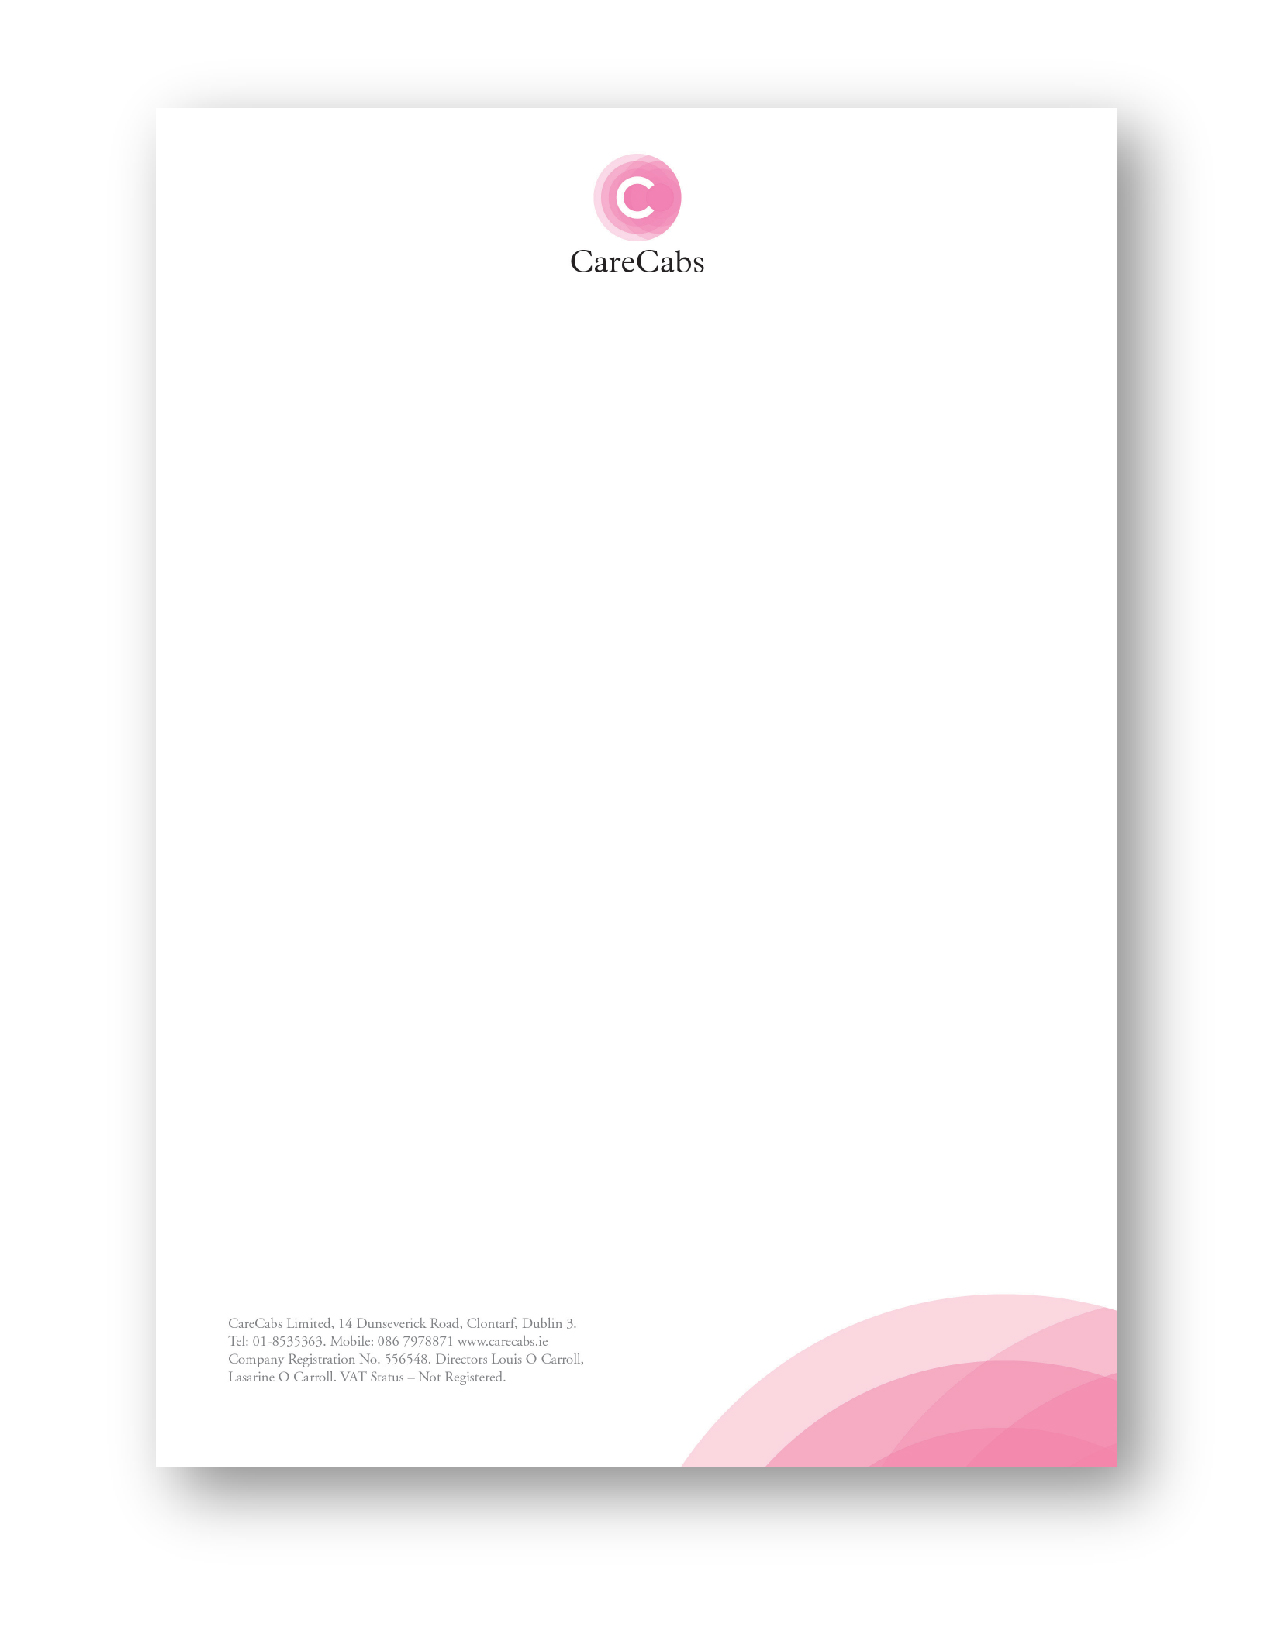 C
CareCabs
CareCabs Limited, 14 Dunseverick Road, Clontarf, Dublin 3.
Tel: 01-8535363. Mobile: 086 7978871 www.carecabs.ie
Company Registration No. 556548. Directors Louis O Carroll,
Lasarine O Carroll. VAT Status – Not Registered.